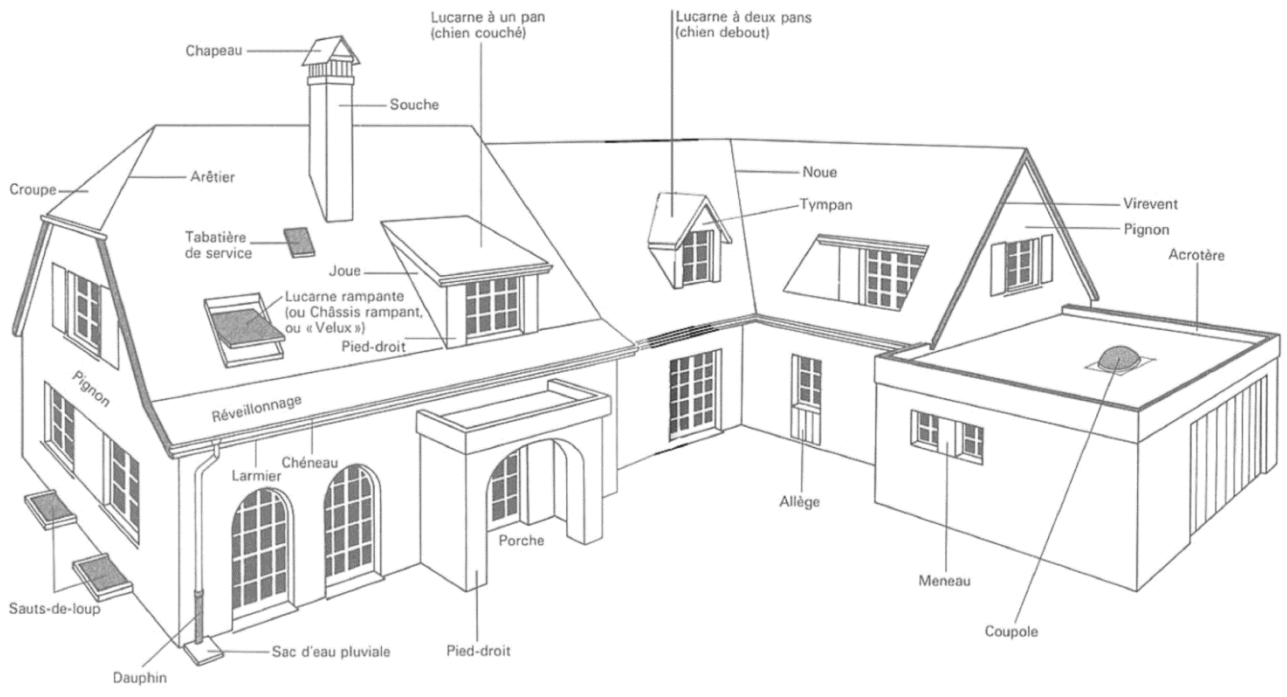 Lucarne à un pan
(chien couché)
Lucarne à deux pans
(chien debout)
Chapeau
Souche
Croupe
Arêtier
Noue
Tympan
Virevent
Pignon
Acrotère
Tabatière
de service
Joue
Lucarne rampante
(ou Châssis rampant,
ou « Velux »)
Pied-droit
Pignon
Réveillonnage
Larmier
Chéneau
Allège
Porche
Meneau
Sauts-de-loup
Coupole
Sac d'eau pluviale
Pied-droit
Dauphin